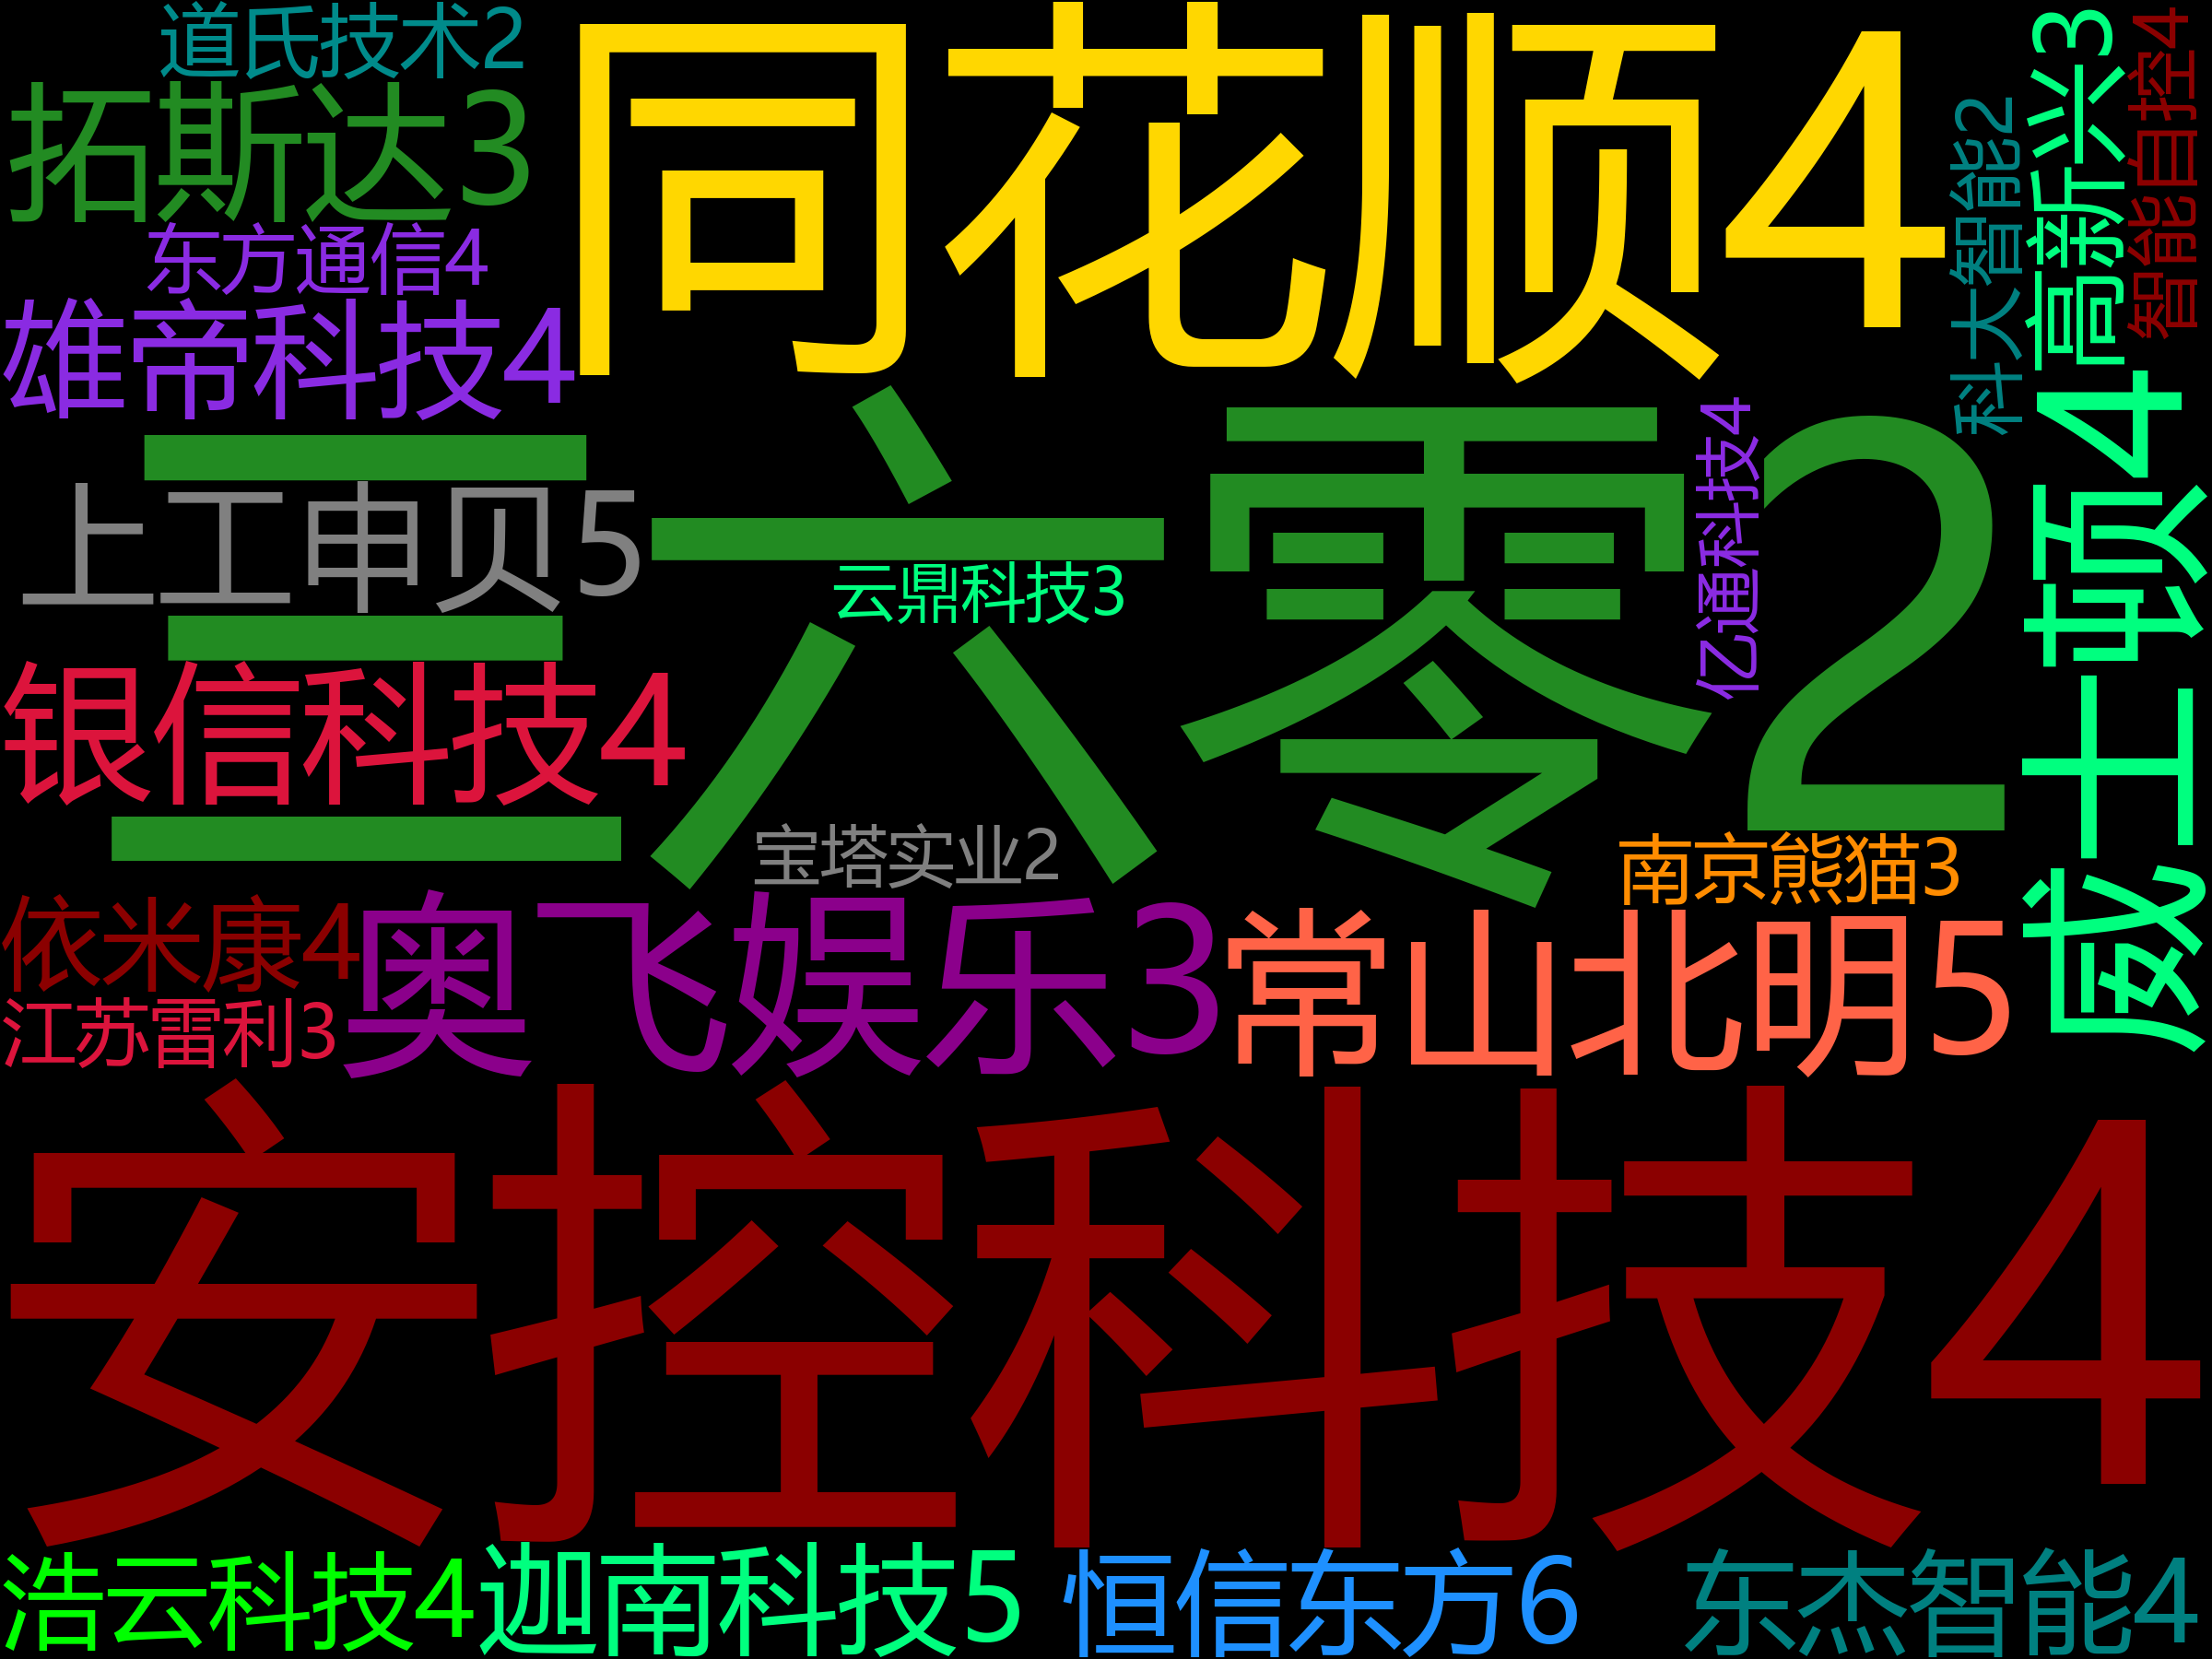 道氏技术2
拓斯达3
东方通信4
雄帝科技4
同花顺4
高新兴3
智能自控4
科大智能2
三六零2
上工申贝5
云鼎科技3
亿通科技4
威士顿4
银信科技4
宝塔实业2
南京熊猫3
依米康4
江苏雷利3
奥飞娱乐3
常山北明5
安控科技4
浩云科技4
迦南科技5
恒信东方6
东杰智能4